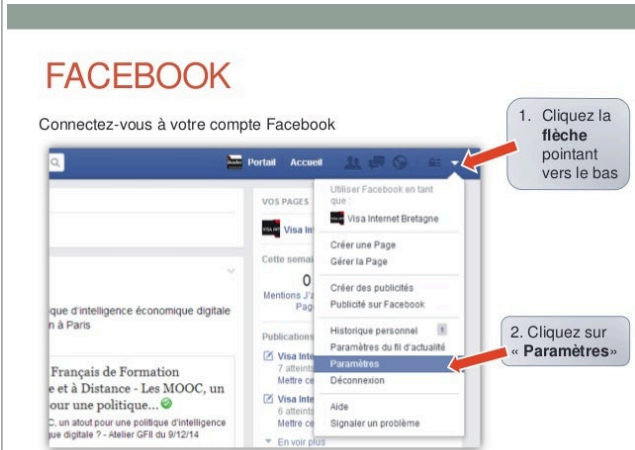 FACEBOOK
Connectez-vous à votre compte Facebook
1. Cliquez la
flèche
pointant
vers le bas
Portail Accueil
Utiliser Facebook en tant
que :
Visa Internet Bretagne
Créer une Page
Gérer la Page
Créer des publicités
Publicité sur Facebook
Historique personnel 1
Paramètres du fil d'actualité
Paramètres
Déconnexion
Aide
Signaler un problème
2. Cliquez sur
« Paramètres»
VOS PAGES
Visa In
Cette semai
0
Mentions J'a
Pag
Publications
Visa Inte
7 atteints
Mettre ce
Visa Inte
6 atteints
Mettre ce
En voir plus
que d'intelligence économique digitale
n à Paris
Français de Formation
e et à Distance - Les MOOC, un
our une politique...
C, un atout pour une politique d'intelligence
que digitale ? - Atelier GFII du 9/12/14